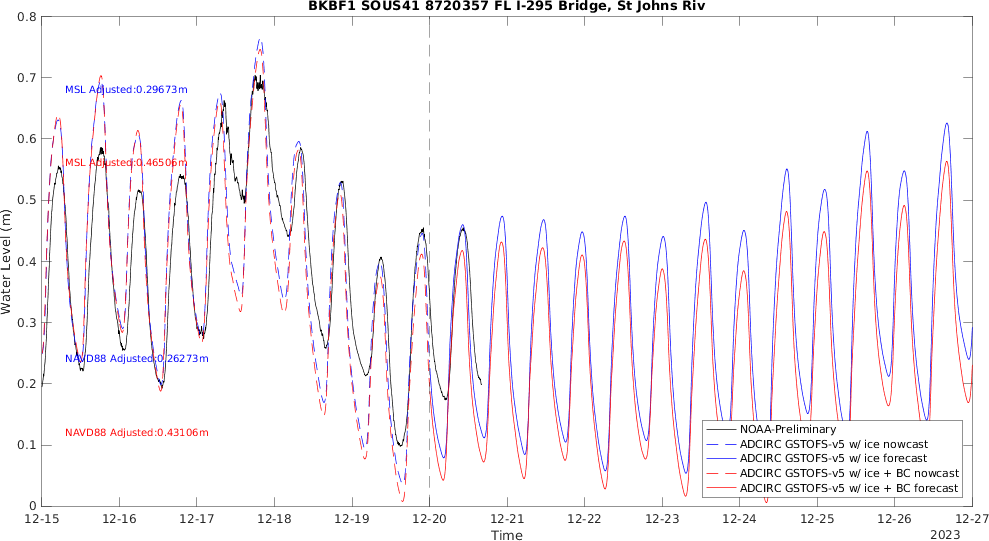 BKBF1 SOUS41 8720357 FL I-295 Bridge, St Johns Riv
0.8
0.7
0.6
0.5
0.4
0.3
0.2
0.1
0
Water Level (m)
MSL Adjusted:0.29673m
MSL Adjusted:0.46506m
NAVD88 Adjusted:0.26273m
NAVD88 Adjusted:0.43106m
NOAA-Preliminary
ADCIRC GSTOFS-v5 w/ ice nowcast
ADCIRC GSTOFS-v5 w/ ice forecast
ADCIRC GSTOFS-v5 w/ ice + BC nowcast
ADCIRC GSTOFS-v5 w/ ice + BC forecast
12-15 12-16 12-17 12-18 12-19 12-20 12-21 12-22 12-23 12-24 12-25 12-26 12-27
Time
2023